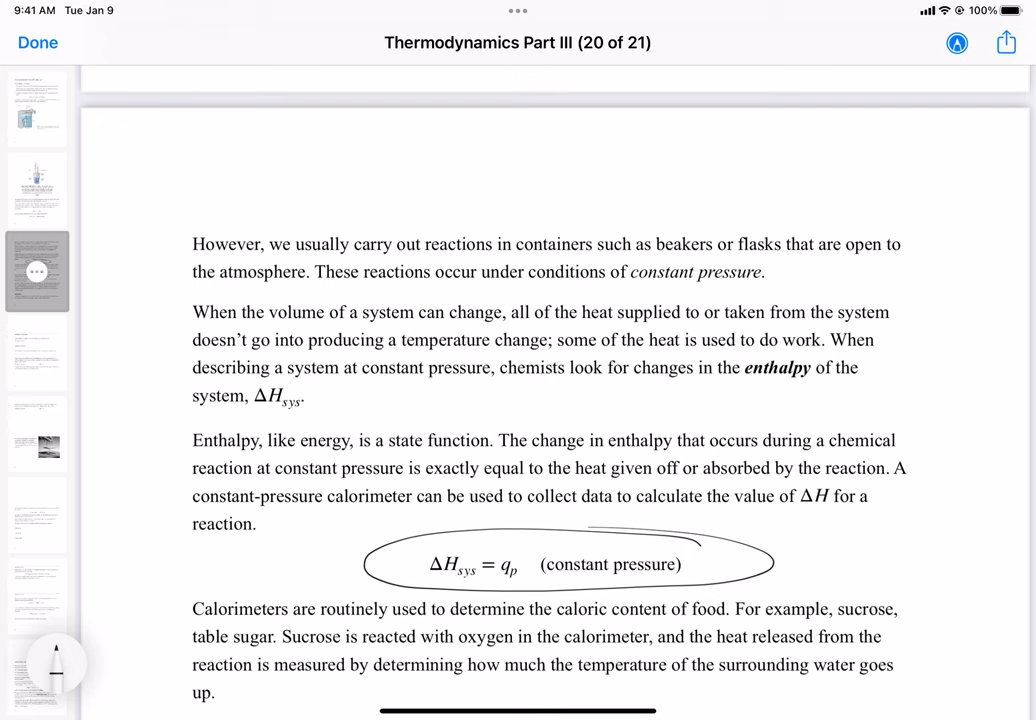 9:41 AM Tue Jan 9
100%
Done
Thermodynamics Part III (20 of 21)
However, we usually carry out reactions in containers such as beakers or flasks that are open to
the atmosphere. These reactions occur under conditions of constant pressure.
When the volume of a system can change, all of the heat supplied to or taken from the system
doesn’t go into producing a temperature change; some of the heat is used to do work. When
describing a system at constant pressure, chemists look for changes in the enthalpy of the
system, ΔH_sys.
Enthalpy, like energy, is a state function. The change in enthalpy that occurs during a chemical
reaction at constant pressure is exactly equal to the heat given off or absorbed by the reaction. A
constant-pressure calorimeter can be used to collect data to calculate the value of ΔH for a
reaction.
ΔH_sys = q_p (constant pressure)
Calorimeters are routinely used to determine the caloric content of food. For example, sucrose,
table sugar. Sucrose is reacted with oxygen in the calorimeter, and the heat released from the
reaction is measured by determining how much the temperature of the surrounding water goes
up.